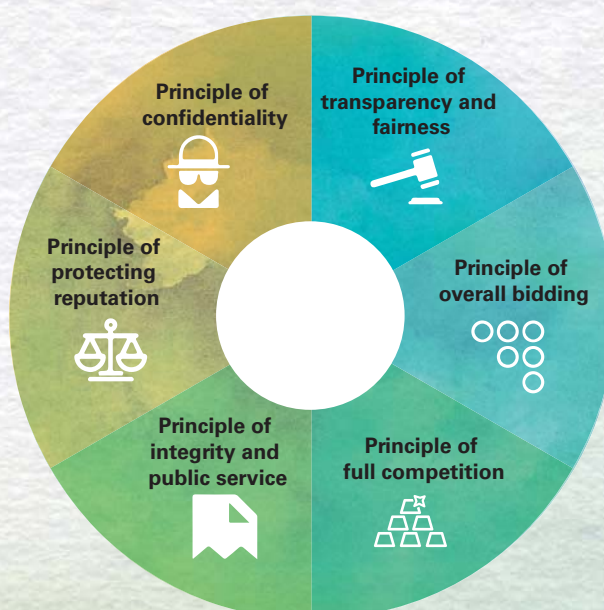 Principle of
transparency and
fairness
Principle of
overall bidding
Principle of
full competition
Principle of
integrity and
public service
Principle of
protecting
reputation
Principle of
confidentiality